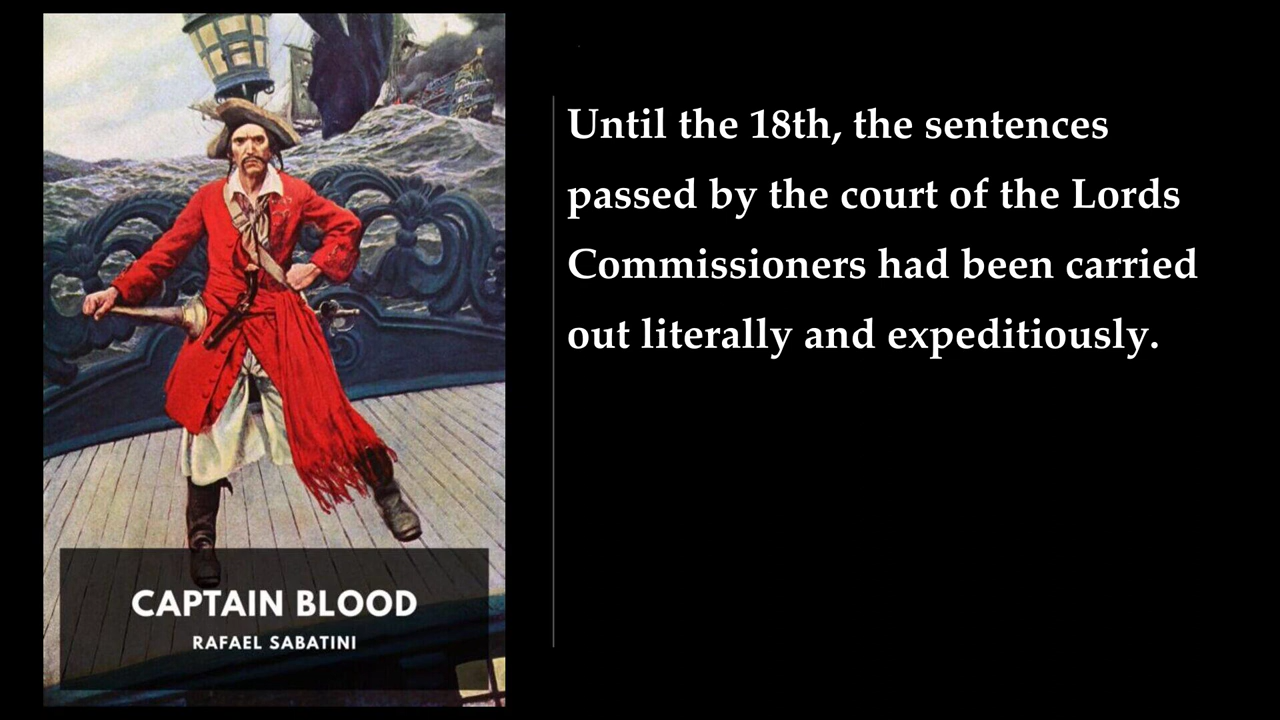 Until the 18th, the sentences
passed by the court of the Lords
Commissioners had been carried
out literally and expeditiously.
CAPTAIN BLOOD
RAFAEL SABATINI